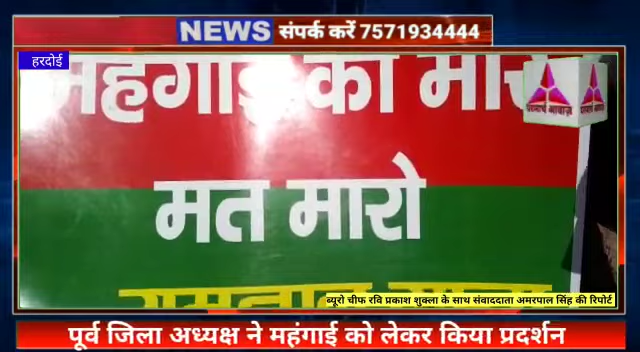 NEWS संपर्क करें 7571934444
हरदोई
महंगाई की मार
मत मारो
ब्यूरो चीफ रवि प्रकाश शुक्ला के साथ संवाददाता अमरपाल सिंह की रिपोर्ट
पूर्व जिला अध्यक्ष ने महंगाई को लेकर किया प्रदर्शन